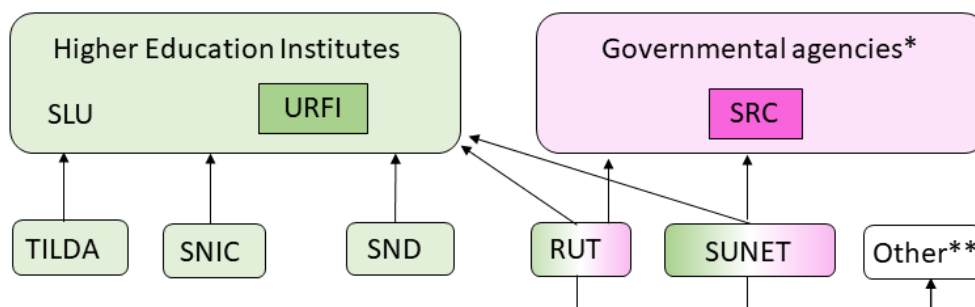 Higher Education Institutes
Governmental agencies*
SLU
URFI
SRC
TILDA
SNIC
SND
RUT
SUNET
Other**